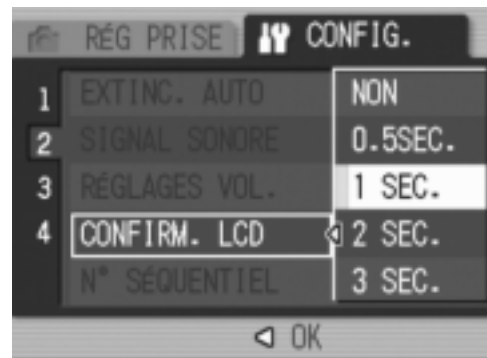 RÉG PRISE CONFIG.
1 EXTINC. AUTO NON
2 SIGNAL SONORE 0.5SEC.
3 RÉGLAGES VOL. 1 SEC.
4 CONFIRM. LCD 2 SEC.
N° SÉQUENTIEL 3 SEC.
OK